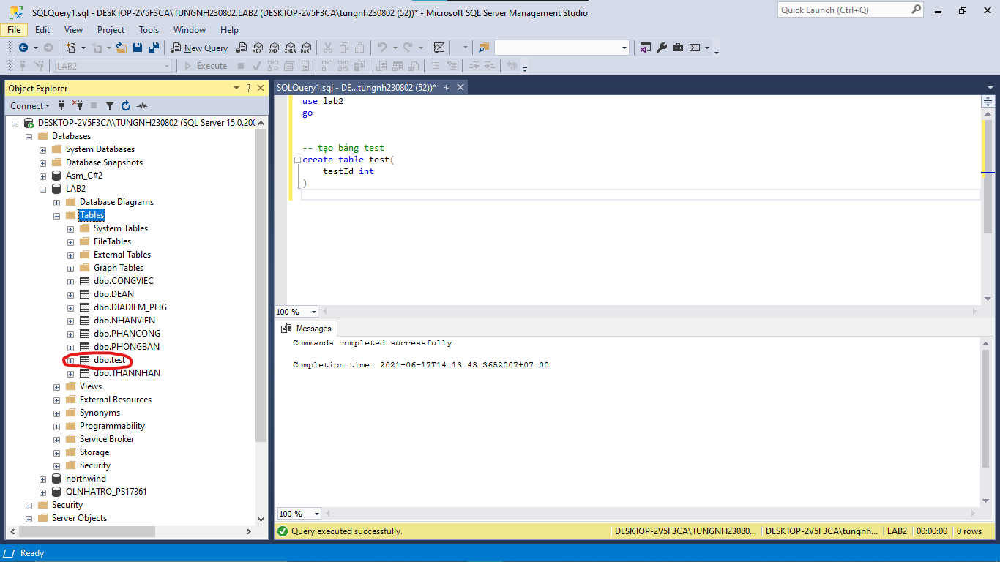 SQLQuery1.sql - DESKTOP-2V5F3CA\TUNGNH230802.LAB2 (DESKTOP-2V5F3CA\tungnh230802 (52))* - Microsoft SQL Server Management Studio
Quick Launch (Ctrl+Q)
File Edit View Project Tools Window Help
New Query MDX DMX XMLA DAX
LAB2 Execute
Object Explorer
Connect
DESKTOP-2V5F3CA\TUNGNH230802 (SQL Server 15.0.200
Databases
System Databases
Database Snapshots
Asm_C#2
LAB2
Database Diagrams
Tables
System Tables
FileTables
External Tables
Graph Tables
dbo.CONGVIEC
dbo.DEAN
dbo.DIADIEM_PHG
dbo.NHANVIEN
dbo.PHANCONG
dbo.PHONGBAN
dbo.test
dbo.THANNHAN
Views
External Resources
Synonyms
Programmability
Service Broker
Storage
Security
northwind
QLNHATRO_PS17361
Security
Server Objects
SQLQuery1.sql - DE...tungnh230802 (52))*
use lab2
go
-- tạo bảng test
create table test(
testId int
)
100 %
Messages
Commands completed successfully.
Completion time: 2021-06-17T14:13:43.3652007+07:00
100 %
Query executed successfully. DESKTOP-2V5F3CA\TUNGNH23080... DESKTOP-2V5F3CA\tungnh... LAB2 00:00:00 0 rows
Ready